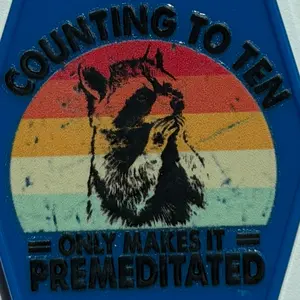 COUNTING TO TEN
ONLY MAKES IT
PREMEDITATED